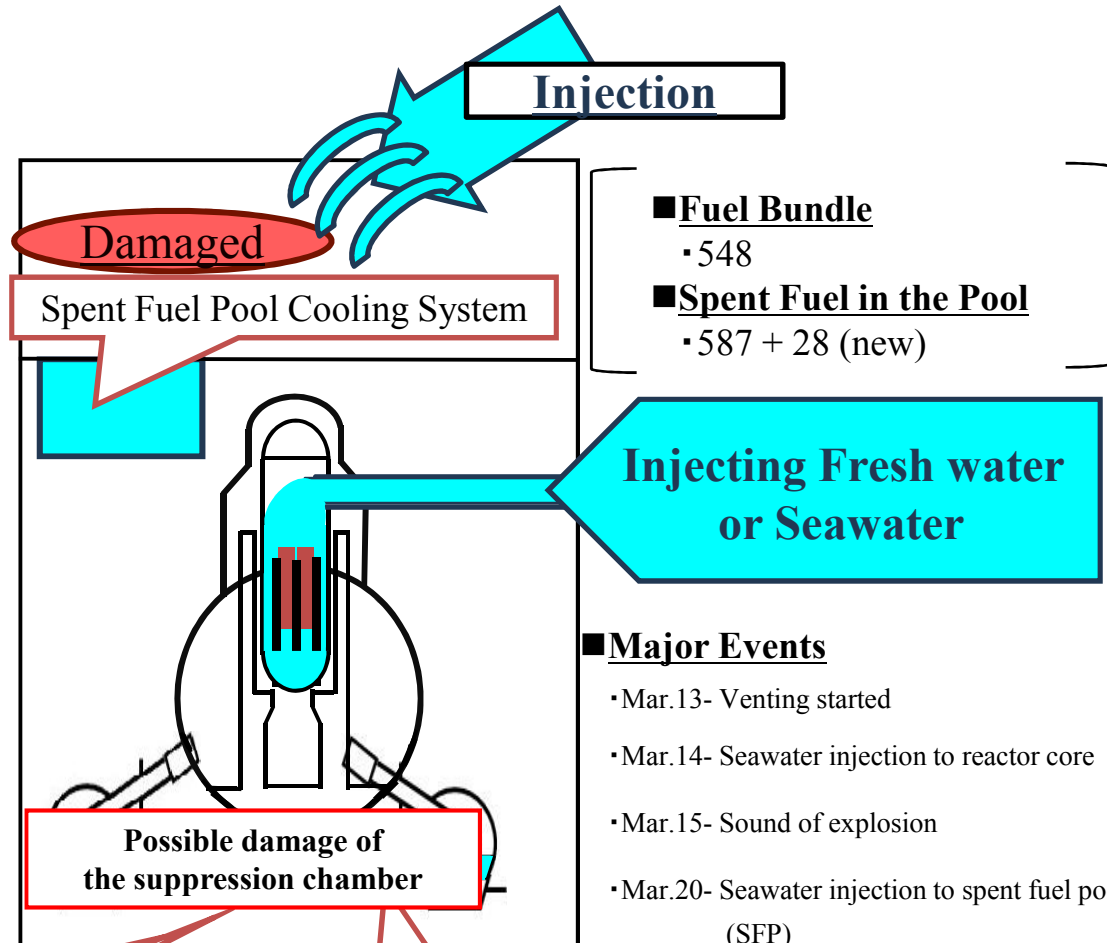 Injection
Damaged
Spent Fuel Pool Cooling System
■Fuel Bundle
・548
■Spent Fuel in the Pool
・587 + 28 (new)
Injecting Fresh water
or Seawater
■Major Events
・Mar.13- Venting started
・Mar.14- Seawater injection to reactor core
・Mar.15- Sound of explosion
・Mar.20- Seawater injection to spent fuel po
(SFP)
Possible damage of
the suppression chamber